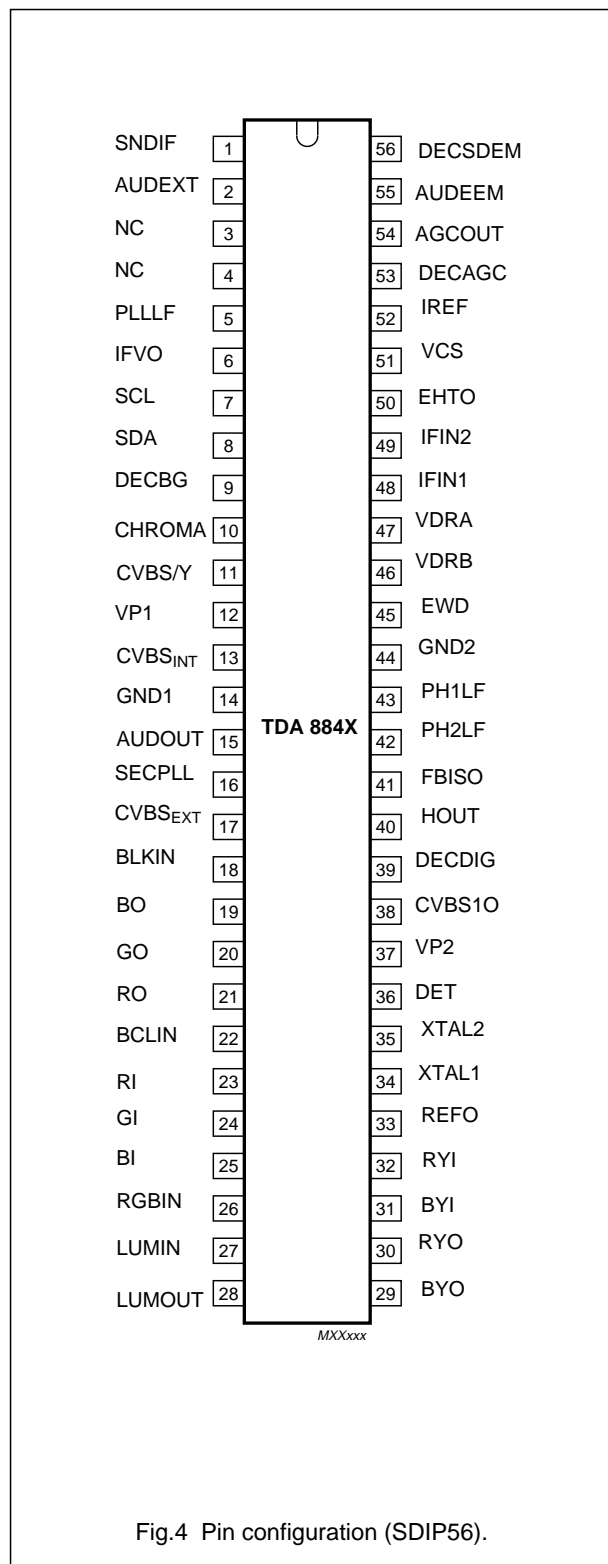 SNDIF 1 56 DECSDEM
AUDEXT 2 55 AUDEEM
NC 3 54 AGCOUT
NC 4 53 DECAGC
PLLLF 5 52 IREF
IFVO 6 51 VCS
SCL 7 50 EHTO
SDA 8 49 IFIN2
DECBG 9 48 IFIN1
CHROMA 10 47 VDRA
CVBS/Y 11 46 VDRB
VP1 12 45 EWD
CVBSINT 13 44 GND2
GND1 14 43 PH1LF
TDA 884X
AUDOUT 15 42 PH2LF
SECPLL 16 41 FBISO
CVBSEXT 17 40 HOUT
BLKIN 18 39 DECDIG
BO 19 38 CVBS1O
GO 20 37 VP2
RO 21 36 DET
BCLIN 22 35 XTAL2
RI 23 34 XTAL1
GI 24 33 REFO
BI 25 32 RYI
RGBIN 26 31 BYI
LUMIN 27 30 RYO
LUMOUT 28 29 BYO
MXXxxx
Fig.4 Pin configuration (SDIP56).